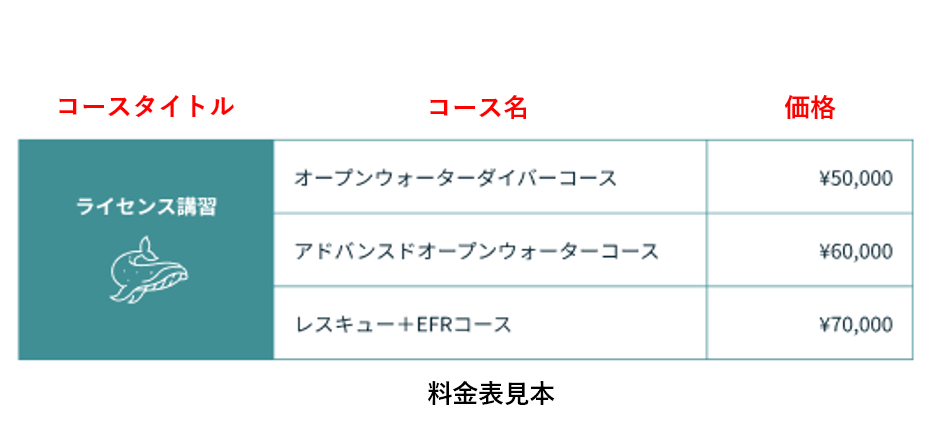 コースタイトル
コース名
価格
ライセンス講習
オープンウォーターダイバーコース
¥50,000
アドバンスドオープンウォーターコース
¥60,000
レスキュー＋EFRコース
¥70,000
料金表見本